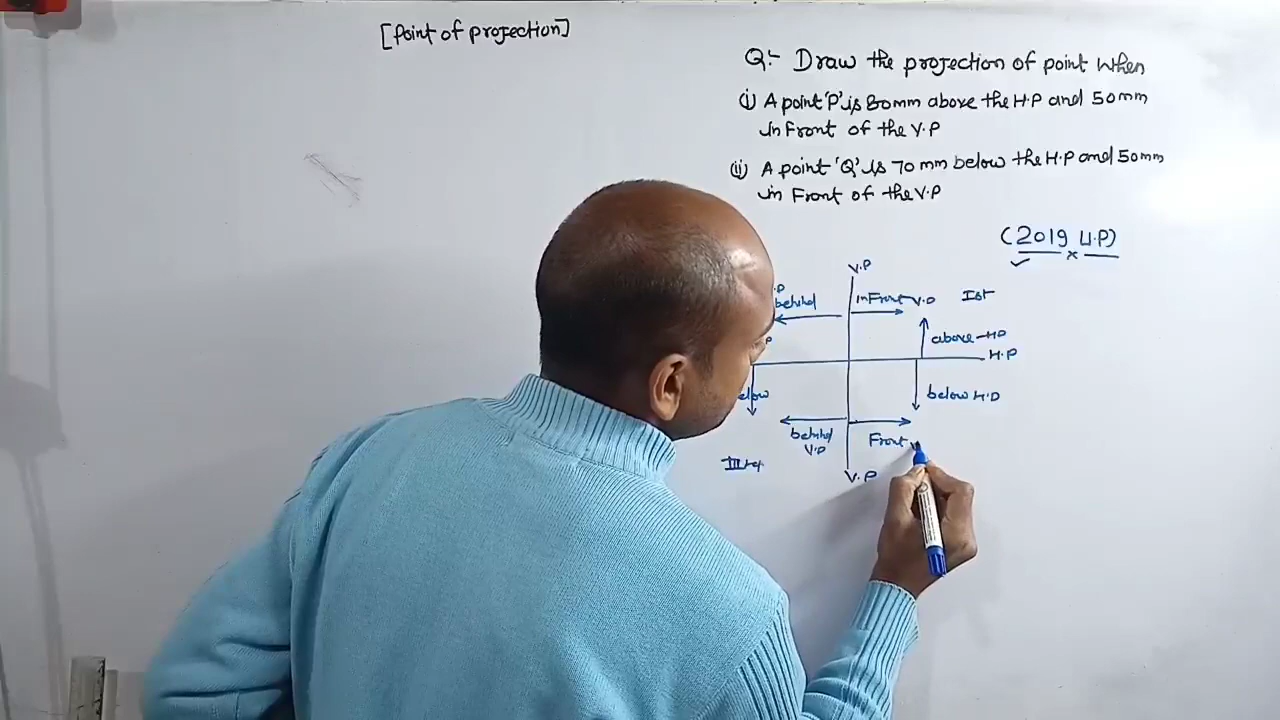 [Point of projection]
Q:- Draw the projection of point when
(i) A point 'P' is 80mm above the H.P and 50mm
in Front of the V.P
(ii) A point 'Q' is 70 mm below the H.P and 50mm
in Front of the V.P
(2019 U.P)
V.P
behind
in Front V.P
Ist
above H.P
H.P
below H.P
behind
V.P
Front
V.P